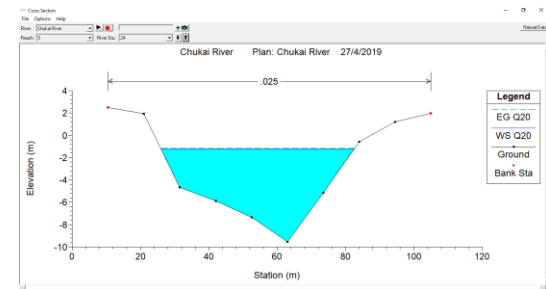 Cross Section
File Options Help
River: Chukai River
Reload Data
Reach: 0 River Sta.: 24
Chukai River Plan: Chukai River 27/4/2019
.025
Legend
EG Q20
WS Q20
Ground
Bank Sta
Elevation (m)
4
2
0
-2
-4
-6
-8
-10
0 20 40 60 80 100 120
Station (m)